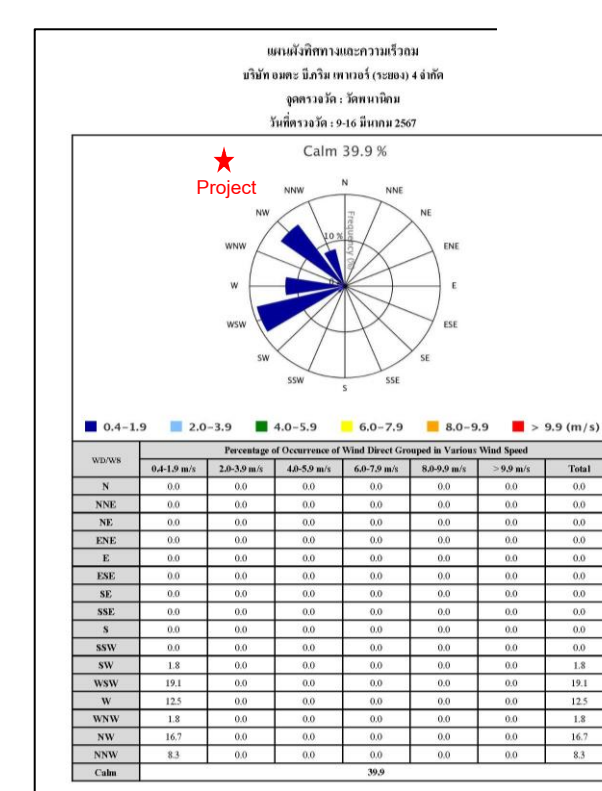 แผนผังทิศทางและความเร็วลม
บริษัท อมตะ บี.กริม เพาเวอร์ (ระยอง) 4 จำกัด
จุดตรวจวัด : วัดพนานิคม
วันที่ตรวจวัด : 9-16 มีนาคม 2567
Calm 39.9 %
Project
N
NNW NNE
NW NE
WNW ENE
10 %
Frequency (%)
W E
WSW ESE
SW SE
SSW SSE
S
0.4-1.9 2.0-3.9 4.0-5.9 6.0-7.9 8.0-9.9 > 9.9 (m/s)
WD/WS Percentage of Occurrence of Wind Direct Grouped in Various Wind Speed
0.4-1.9 m/s 2.0-3.9 m/s 4.0-5.9 m/s 6.0-7.9 m/s 8.0-9.9 m/s > 9.9 m/s Total
N 0.0 0.0 0.0 0.0 0.0 0.0 0.0
NNE 0.0 0.0 0.0 0.0 0.0 0.0 0.0
NE 0.0 0.0 0.0 0.0 0.0 0.0 0.0
ENE 0.0 0.0 0.0 0.0 0.0 0.0 0.0
E 0.0 0.0 0.0 0.0 0.0 0.0 0.0
ESE 0.0 0.0 0.0 0.0 0.0 0.0 0.0
SE 0.0 0.0 0.0 0.0 0.0 0.0 0.0
SSE 0.0 0.0 0.0 0.0 0.0 0.0 0.0
S 0.0 0.0 0.0 0.0 0.0 0.0 0.0
SSW 0.0 0.0 0.0 0.0 0.0 0.0 0.0
SW 1.8 0.0 0.0 0.0 0.0 0.0 1.8
WSW 19.1 0.0 0.0 0.0 0.0 0.0 19.1
W 12.5 0.0 0.0 0.0 0.0 0.0 12.5
WNW 1.8 0.0 0.0 0.0 0.0 0.0 1.8
NW 16.7 0.0 0.0 0.0 0.0 0.0 16.7
NNW 8.3 0.0 0.0 0.0 0.0 0.0 8.3
Calm 39.9